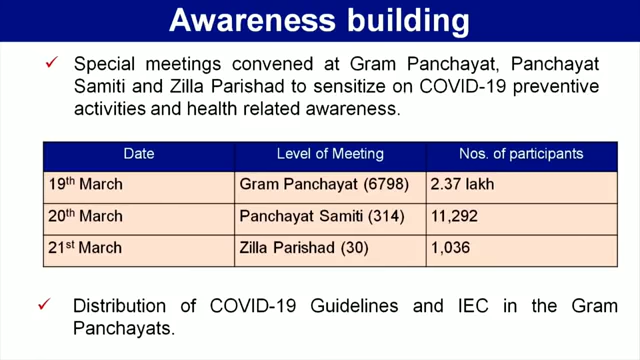 Awareness building
✓ Special meetings convened at Gram Panchayat, Panchayat
Samiti and Zilla Parishad to sensitize on COVID-19 preventive
activities and health related awareness.
Date Level of Meeting Nos. of participants
19th March Gram Panchayat (6798) 2.37 lakh
20th March Panchayat Samiti (314) 11,292
21st March Zilla Parishad (30) 1,036
✓ Distribution of COVID-19 Guidelines and IEC in the Gram
Panchayats.